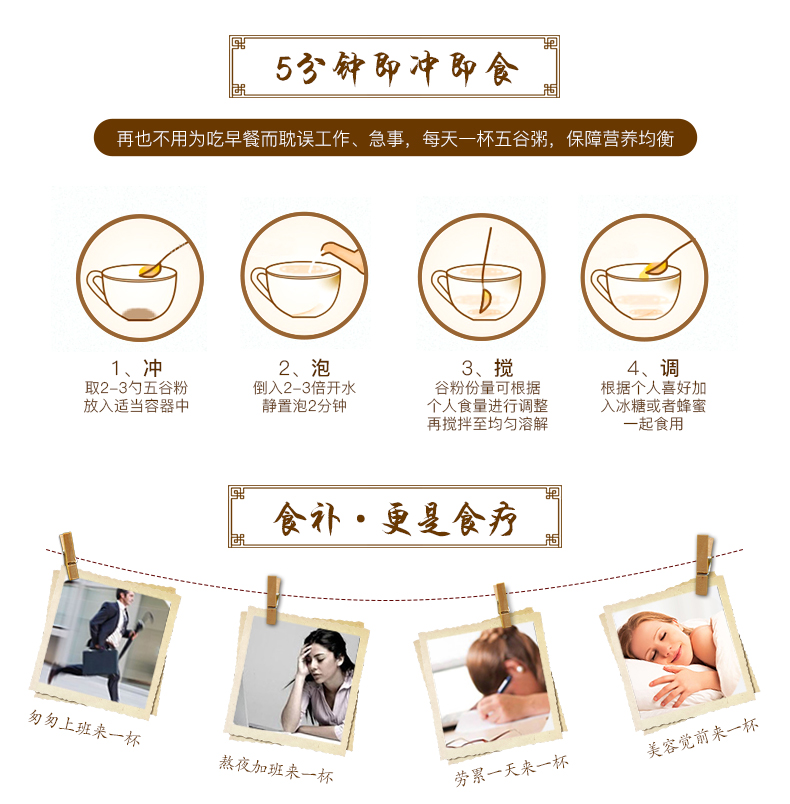 5分钟即冲即食
再也不用为吃早餐而耽误工作、急事，每天一杯五谷粥，保障营养均衡
1、冲
取2-3勺五谷粉
放入适当容器中
2、泡
倒入2-3倍开水
静置泡2分钟
3、搅
谷粉份量可根据
个人食量进行调整
再搅拌至均匀溶解
4、调
根据个人喜好加
入冰糖或者蜂蜜
一起食用
食补·更是食疗
匆匆上班来一杯
熬夜加班来一杯
劳累一天来一杯
美容觉前来一杯